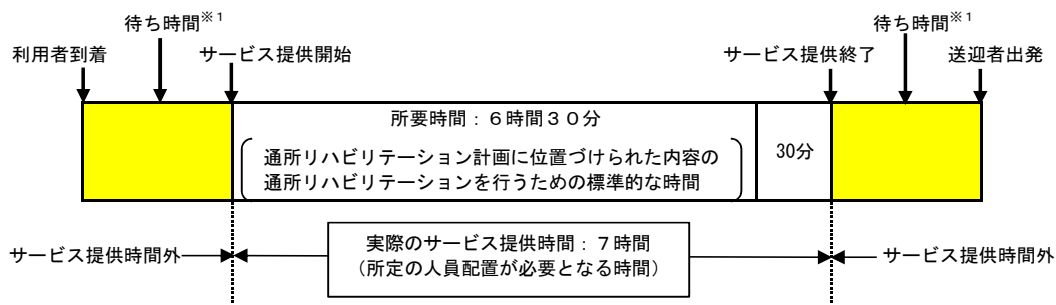 待ち時間※1
待ち時間※1
利用者到着
サービス提供開始
サービス提供終了
送迎者出発
所要時間：６時間３０分
通所リハビリテーション計画に位置づけられた内容の
通所リハビリテーションを行うための標準的な時間
30分
サービス提供時間外
実際のサービス提供時間：７時間
（所定の人員配置が必要となる時間）
サービス提供時間外